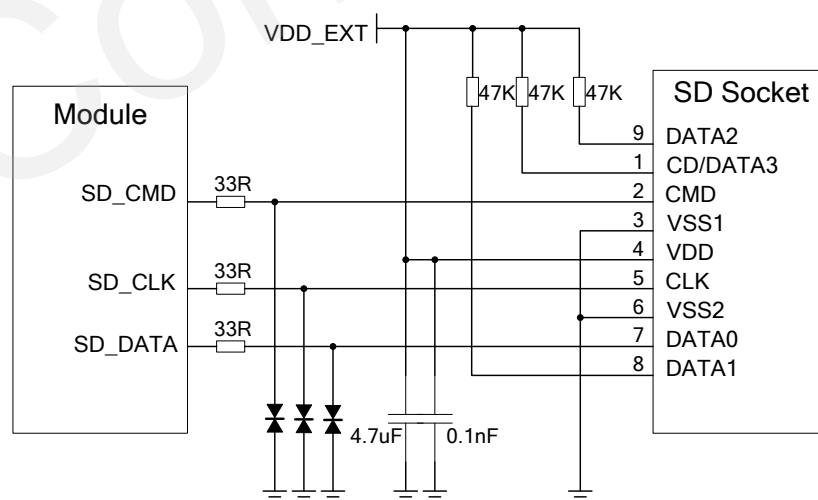 VDD_EXT
47K 47K 47K
Module
SD Socket
9 DATA2
1 CD/DATA3
SD_CMD 33R 2 CMD
3 VSS1
4 VDD
SD_CLK 33R 5 CLK
6 VSS2
SD_DATA 33R 7 DATA0
8 DATA1
4.7uF 0.1nF